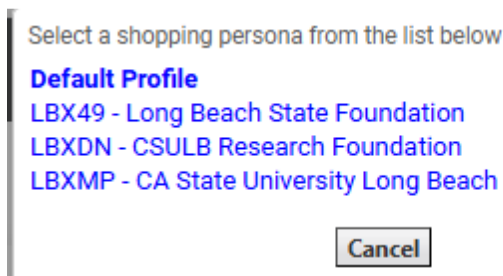 Select a shopping persona from the list below
Default Profile
LBX49 - Long Beach State Foundation
LBXDN - CSULB Research Foundation
LBXMP - CA State University Long Beach
Cancel